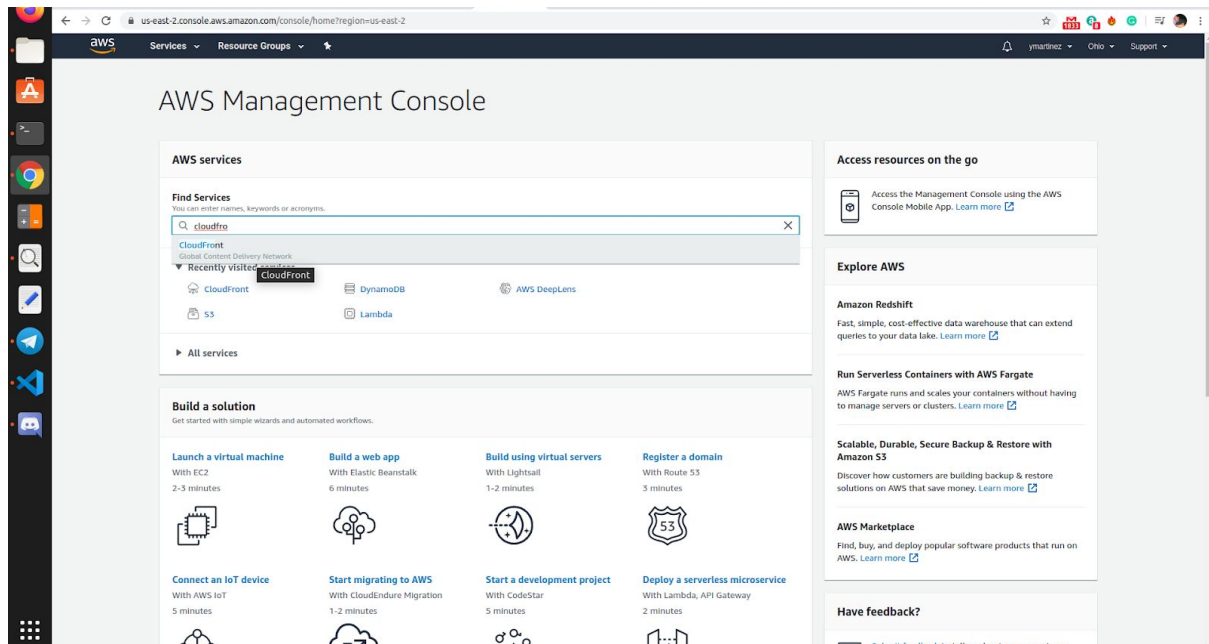 us-east-2.console.aws.amazon.com/console/home?region=us-east-2
aws
Services
Resource Groups
ymartinez
Ohio
Support
AWS Management Console
AWS services
Find Services
You can enter names, keywords or acronyms.
cloudfro
CloudFront
Global Content Delivery Network
Recently visited services
CloudFront
CloudFront
DynamoDB
AWS DeepLens
S3
Lambda
All services
Build a solution
Get started with simple wizards and automated workflows.
Launch a virtual machine
With EC2
2-3 minutes
Build a web app
With Elastic Beanstalk
6 minutes
Build using virtual servers
With Lightsail
1-2 minutes
Register a domain
With Route 53
3 minutes
53
Connect an IoT device
With AWS IoT
5 minutes
Start migrating to AWS
With CloudEndure Migration
1-2 minutes
Start a development project
With CodeStar
5 minutes
Deploy a serverless microservice
With Lambda, API Gateway
2 minutes
Access resources on the go
Access the Management Console using the AWS
Console Mobile App. Learn more
Explore AWS
Amazon Redshift
Fast, simple, cost-effective data warehouse that can extend
queries to your data lake. Learn more
Run Serverless Containers with AWS Fargate
AWS Fargate runs and scales your containers without having
to manage servers or clusters. Learn more
Scalable, Durable, Secure Backup & Restore with
Amazon S3
Discover how customers are building backup & restore
solutions on AWS that save money. Learn more
AWS Marketplace
Find, buy, and deploy popular software products that run on
AWS. Learn more
Have feedback?